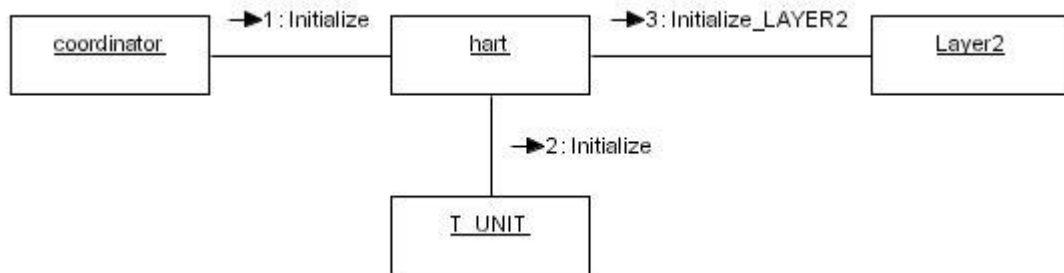 1: Initialize
3: Initialize_LAYER2
coordinator
hart
Layer2
2: Initialize
T_UNIT